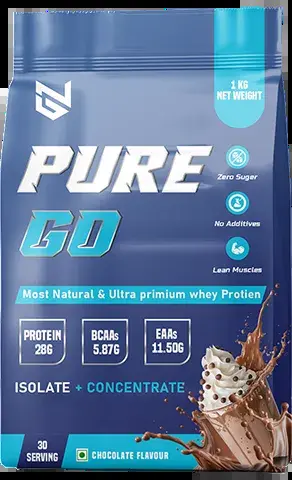 1 KG
NET WEIGHT
PURE
GO
Zero Suger
No Additives
Lean Muscles
Most Natural & Ultra primium whey Protien
PROTEIN
28G
BCAAs
5.87G
EAAs
11.50G
ISOLATE + CONCENTRATE
30
SERVING
CHOCOLATE FLAVOUR